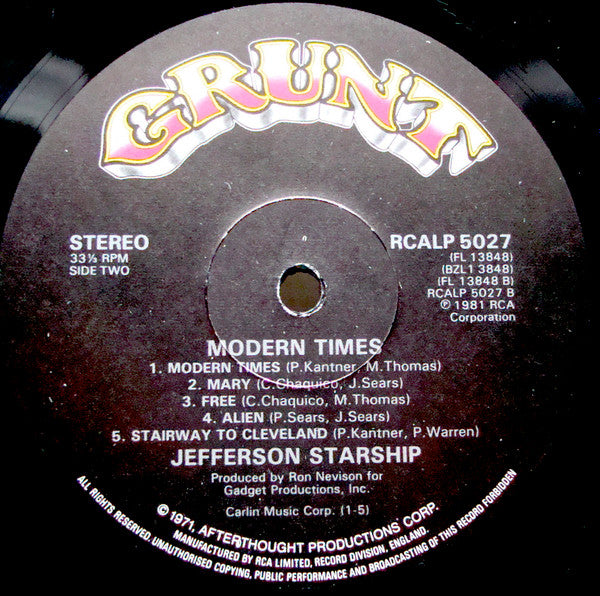 GRUNT
STEREO
33⅓ RPM
SIDE TWO
RCALP 5027
(FL 13848)
(BZL1 3848)
(FL 13848 B)
RCALP 5027 B
Ⓟ 1981 RCA
Corporation
MODERN TIMES
1. MODERN TIMES (P.Kantner, M.Thomas)
2. MARY (C.Chaquico, J.Sears)
3. FREE (C.Chaquico, M.Thomas)
4. ALIEN (P.Sears, J.Sears)
5. STAIRWAY TO CLEVELAND (P.Kantner, P.Warren)
JEFFERSON STARSHIP
Produced by Ron Nevison for
Gadget Productions, Inc.
Carlin Music Corp. (1-5)
© 1971, AFTERTHOUGHT PRODUCTIONS CORP.
MANUFACTURED BY RCA LIMITED, RECORD DIVISION, ENGLAND.
ALL RIGHTS RESERVED. UNAUTHORISED COPYING, PUBLIC PERFORMANCE AND BROADCASTING OF THIS RECORD FORBIDDEN